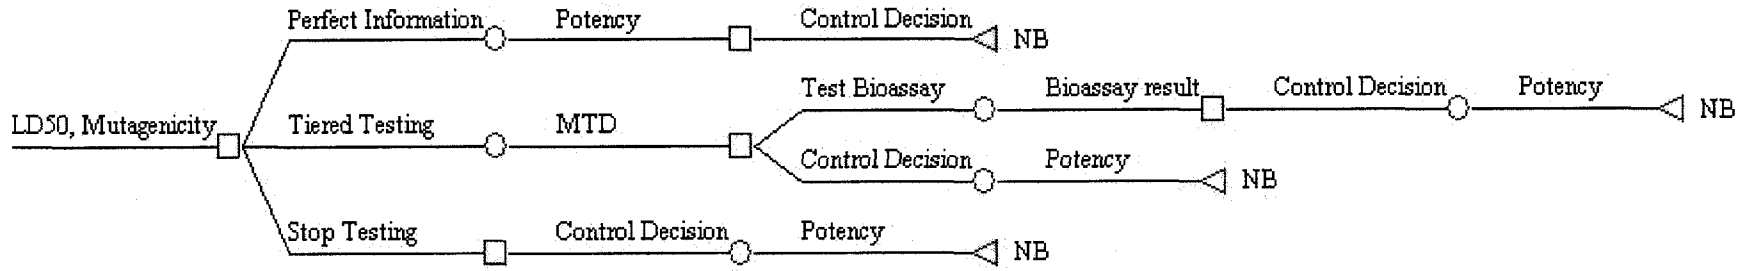 Perfect Information Potency Control Decision NB
Test Bioassay Bioassay result Control Decision Potency NB
LD50, Mutagenicity Tiered Testing MTD
Control Decision Potency NB
Stop Testing Control Decision Potency NB